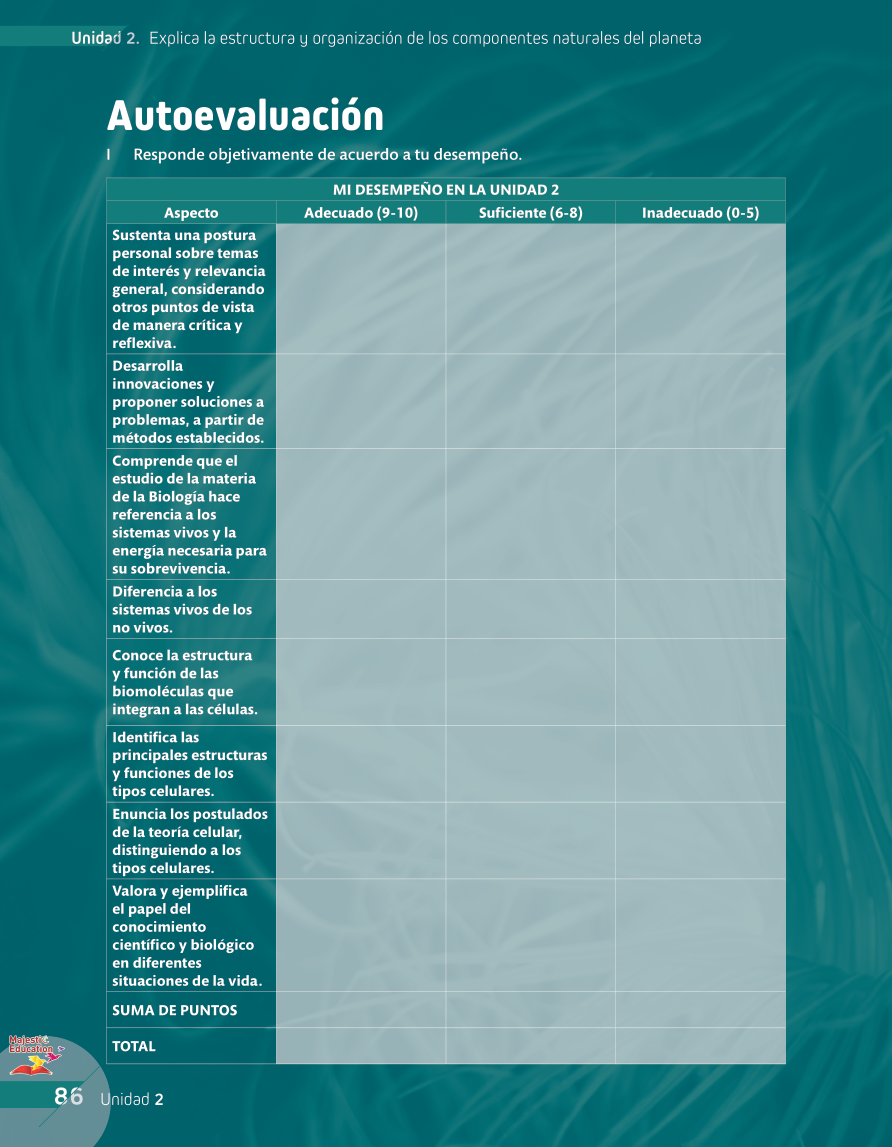 Unidad 2. Explica la estructura y organización de los componentes naturales del planeta
Autoevaluación
I Responde objetivamente de acuerdo a tu desempeño.
MI DESEMPEÑO EN LA UNIDAD 2
Aspecto Adecuado (9-10) Suficiente (6-8) Inadecuado (0-5)
Sustenta una postura
personal sobre temas
de interés y relevancia
general, considerando
otros puntos de vista
de manera crítica y
reflexiva.
Desarrolla
innovaciones y
proponer soluciones a
problemas, a partir de
métodos establecidos.
Comprende que el
estudio de la materia
de la Biología hace
referencia a los
sistemas vivos y la
energía necesaria para
su sobrevivencia.
Diferencia a los
sistemas vivos de los
no vivos.
Conoce la estructura
y función de las
biomoléculas que
integran a las células.
Identifica las
principales estructuras
y funciones de los
tipos celulares.
Enuncia los postulados
de la teoría celular,
distinguiendo a los
tipos celulares.
Valora y ejemplifica
el papel del
conocimiento
científico y biológico
en diferentes
situaciones de la vida.
SUMA DE PUNTOS
TOTAL
Majestic
Education
86 Unidad 2